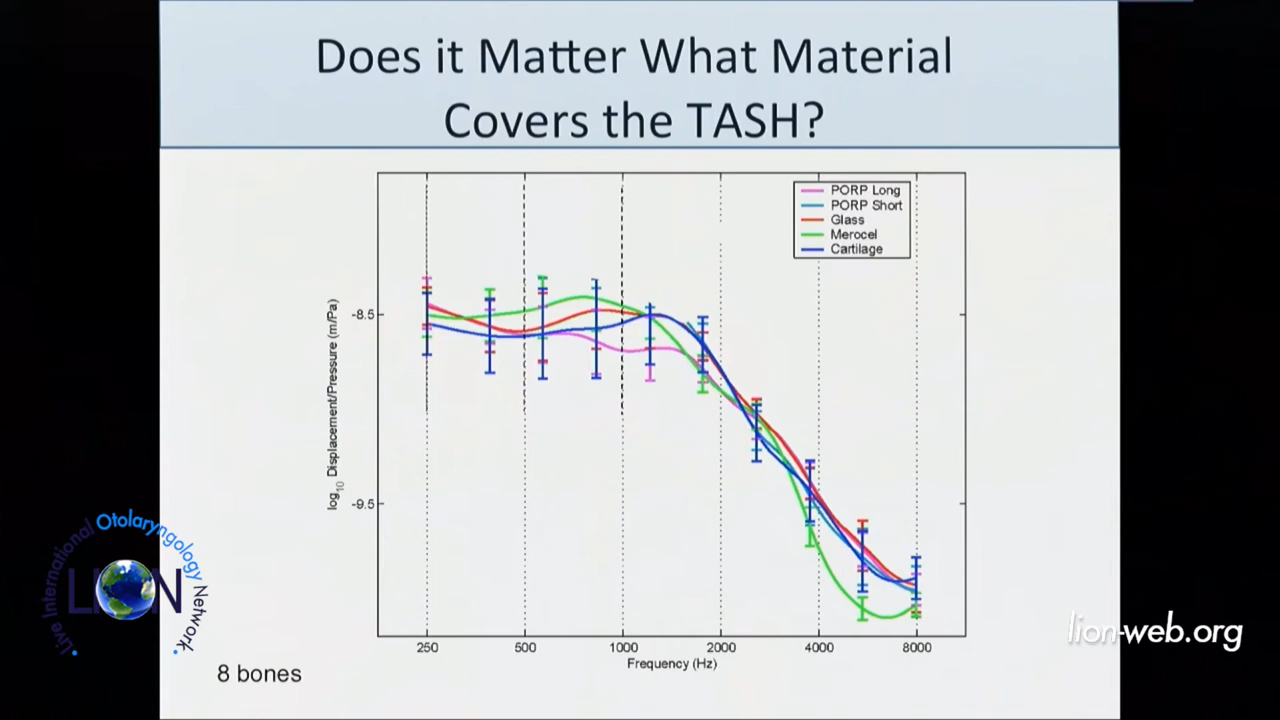 Does it Matter What Material
Covers the TASH?
PORP Long
PORP Short
Glass
Merocel
Cartilage
log10 Displacement/Pressure (m/Pa)
-8.5
-9.5
250
500
1000
2000
4000
8000
Frequency (Hz)
8 bones
Live International Otolaryngology Network
LION
lion-web.org